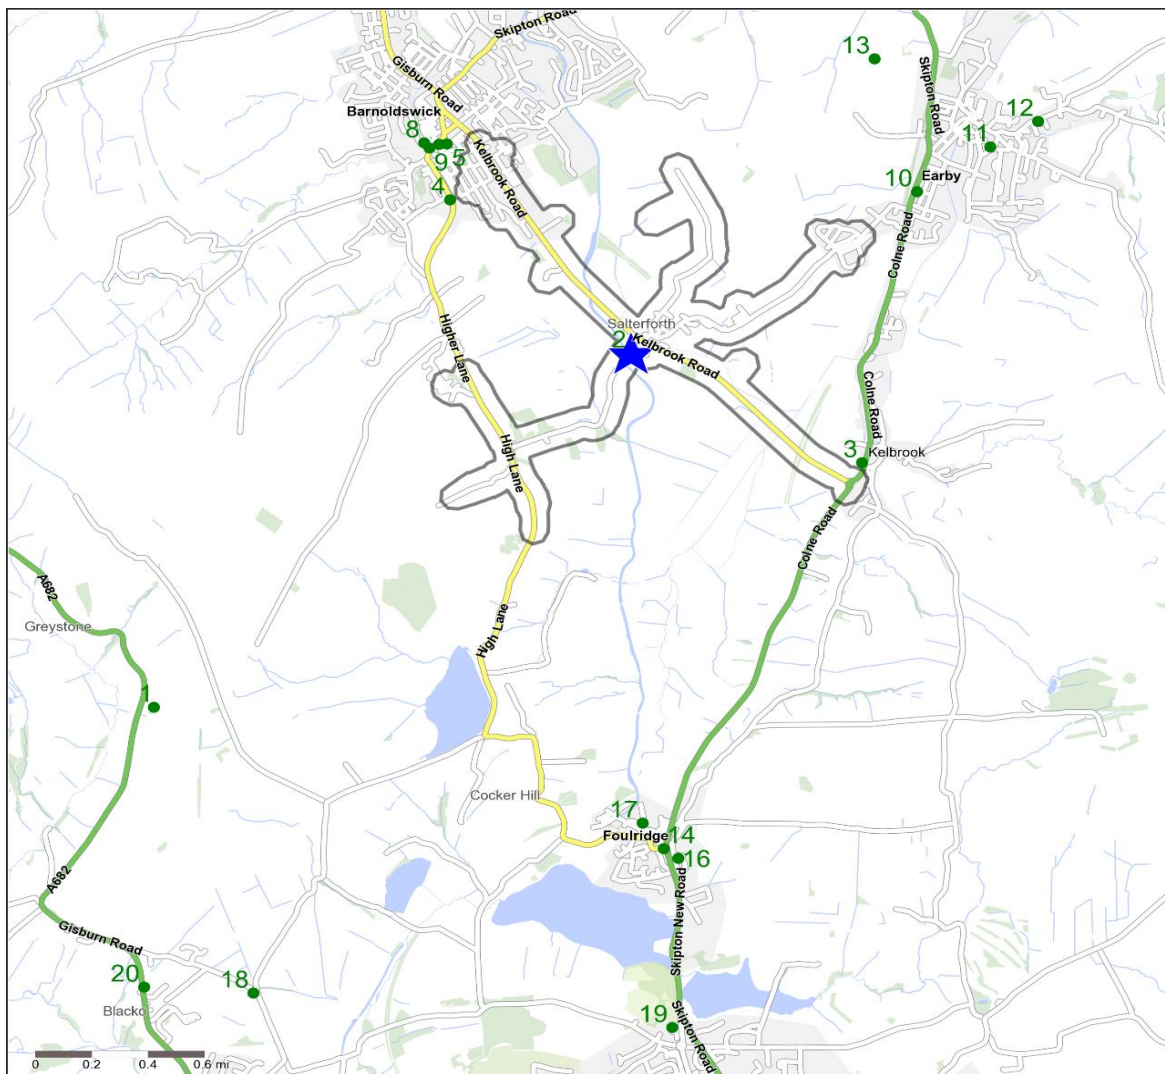 Skipton Road
13
Gisburn Road
Skipton Road
12
Barnoldswick
8
11
9
5
Kelbrook Road
4
10
Earby
Colne Road
Salterforth
2
Kelbrook Road
Higher Lane
Colne Road
3
Kelbrook
High Lane
Colne Road
A682
Greystone
High Lane
1
Cocker Hill
17
Foulridge
14
16
A682
Skipton New Road
Gisburn Road
20
18
Blacko
19
Skipton Road
0 0.2 0.4 0.6 mi